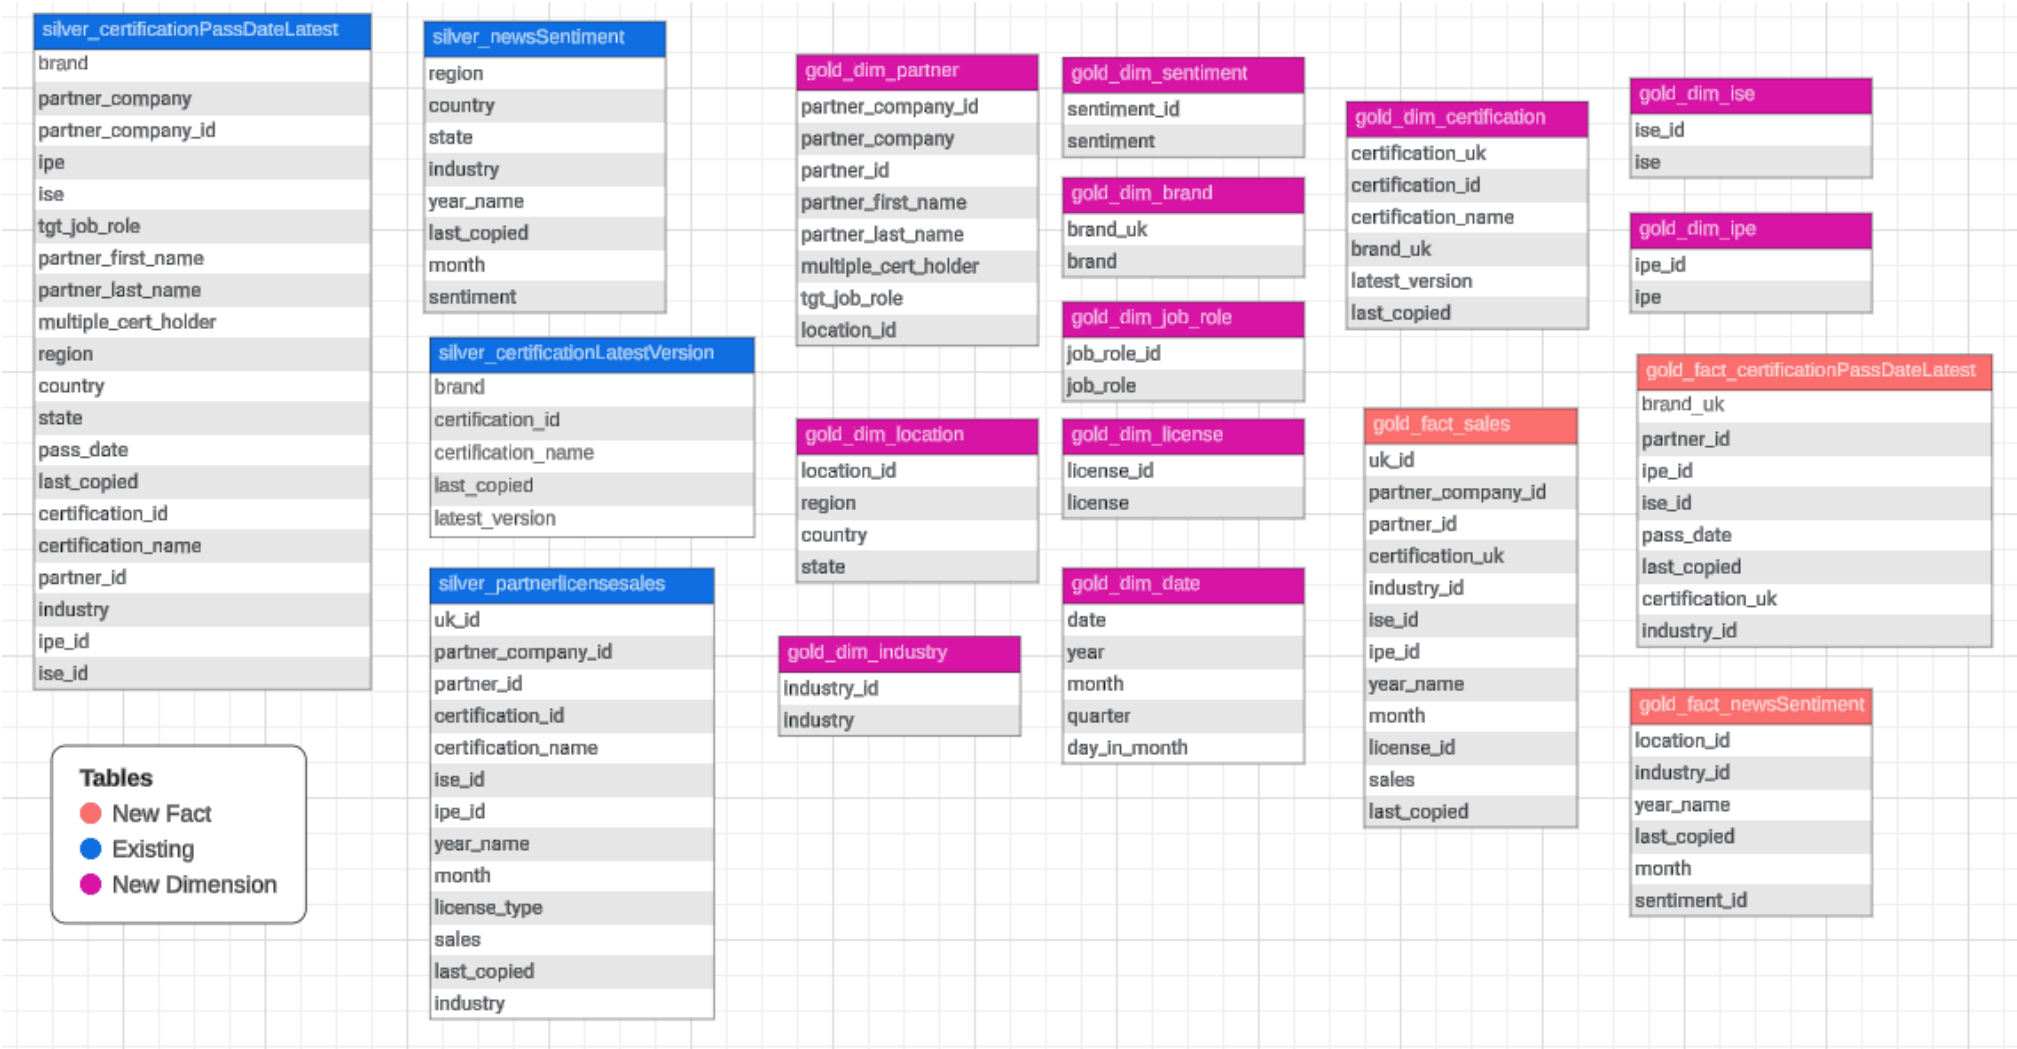 silver_certificationPassDateLatest
brand
partner_company
partner_company_id
ipe
ise
tgt_job_role
partner_first_name
partner_last_name
multiple_cert_holder
region
country
state
pass_date
last_copied
certification_id
certification_name
partner_id
industry
ipe_id
ise_id
Tables
New Fact
Existing
New Dimension
silver_newsSentiment
region
country
state
industry
year_name
last_copied
month
sentiment
silver_certificationLatestVersion
brand
certification_id
certification_name
last_copied
latest_version
silver_partnerlicensesales
uk_id
partner_company_id
partner_id
certification_id
certification_name
ise_id
ipe_id
year_name
month
license_type
sales
last_copied
industry
gold_dim_partner
partner_company_id
partner_company
partner_id
partner_first_name
partner_last_name
multiple_cert_holder
tgt_job_role
location_id
gold_dim_location
location_id
region
country
state
gold_dim_industry
industry_id
industry
gold_dim_sentiment
sentiment_id
sentiment
gold_dim_brand
brand_uk
brand
gold_dim_job_role
job_role_id
job_role
gold_dim_license
license_id
license
gold_dim_date
date
year
month
quarter
day_in_month
gold_dim_certification
certification_uk
certification_id
certification_name
brand_uk
latest_version
last_copied
gold_fact_sales
uk_id
partner_company_id
partner_id
certification_uk
industry_id
ise_id
ipe_id
year_name
month
license_id
sales
last_copied
gold_dim_ise
ise_id
ise
gold_dim_ipe
ipe_id
ipe
gold_fact_certificationPassDateLatest
brand_uk
partner_id
ipe_id
ise_id
pass_date
last_copied
certification_uk
industry_id
gold_fact_newsSentiment
location_id
industry_id
year_name
last_copied
month
sentiment_id